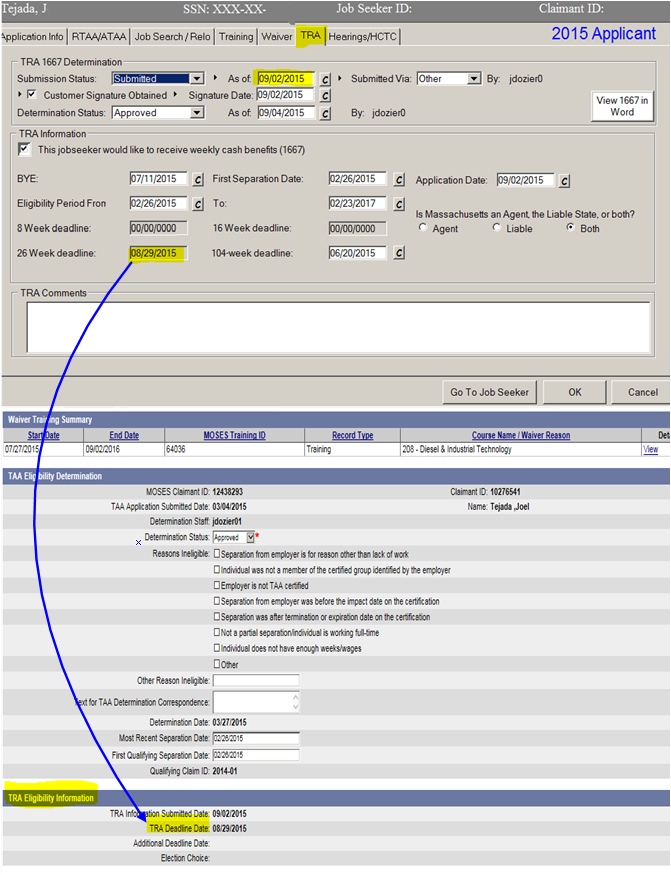 Tejada, J SSN: XXX-XX- Job Seeker ID: Claimant ID:
2015 Applicant
Application Info RTAA/ATAA Job Search / Relo Training Waiver TRA Hearings/HCTC
TRA 1667 Determination
Submission Status: Submitted As of: 09/02/2015 c Submitted Via: Other By: jdozier0
Customer Signature Obtained Signature Date: 09/02/2015 c
Determination Status: Approved As of: 09/04/2015 c By: jdozier0
View 1667 in
Word
TRA Information
This jobseeker would like to receive weekly cash benefits (1667)
BYE: 07/11/2015 c First Separation Date: 02/26/2015 c Application Date: 09/02/2015 c
Eligibility Period Fron 02/26/2015 c To: 02/23/2017 c
Is Massachusetts an Agent, the Liable State, or both?
8 Week deadline: 00/00/0000 16 Week deadline: 00/00/0000 Agent Liable Both
26 Week deadline: 08/29/2015 104-week deadline: 06/20/2015 c
TRA Comments
Go To Job Seeker OK Cancel
Waiver Training Summary
Start Date End Date MOSES Training ID Record Type Course Name / Waiver Reason Deta
07/27/2015 09/02/2016 64036 Training 208 - Diesel & Industrial Technology View
TAA Eligibility Determination
MOSES Claimant ID: 12438293 Claimant ID: 10276541
TAA Application Submitted Date: 03/04/2015 Name: Tejada ,Joel
Determination Staff: jdozier01
Determination Status: Approved *
Reasons Ineligible: Separation from employer is for reason other than lack of work
Individual was not a member of the certified group identified by the employer
Employer is not TAA certified
Separation from employer was before the impact date on the certification
Separation was after termination or expiration date on the certification
Not a partial separation/individual is working full-time
Individual does not have enough weeks/wages
Other
Other Reason Ineligible:
Text for TAA Determination Correspondence:
Determination Date: 03/27/2015
Most Recent Separation Date: 02/26/2015
First Qualifying Separation Date: 02/26/2015
Qualifying Claim ID: 2014-01
TRA Eligibility Information
TRA Information Submitted Date: 09/02/2015
TRA Deadline Date: 08/29/2015
Additional Deadline Date:
Election Choice: